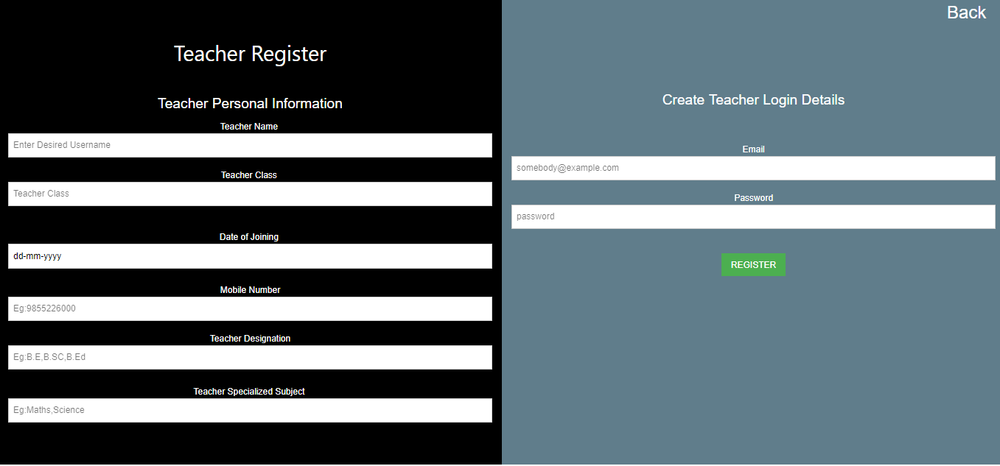 Teacher Register
Teacher Personal Information
Teacher Name
Enter Desired Username
Teacher Class
Teacher Class
Date of Joining
dd-mm-yyyy
Mobile Number
Eg:9855226000
Teacher Designation
Eg:B.E,B.SC,B.Ed
Teacher Specialized Subject
Eg:Maths,Science
Back
Create Teacher Login Details
Email
somebody@example.com
Password
password
REGISTER